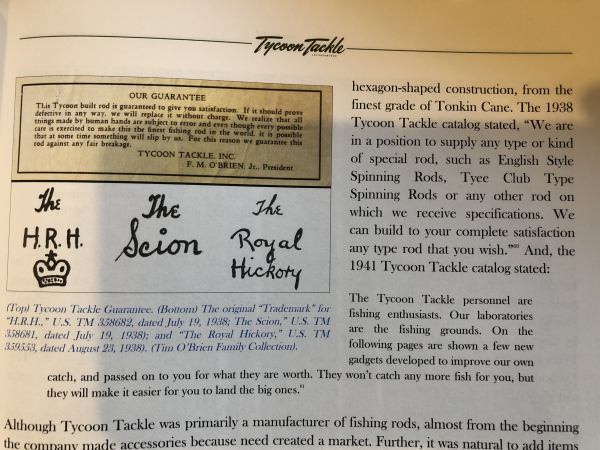 Tycoon Tackle
INCORPORATED
OUR GUARANTEE
This Tycoon built rod is guaranteed to give you satisfaction. If it should prove
defective in any way, we will replace it without charge. We realize that all
things made by human hands are subject to error and even though every possible
care is exercised to make this the finest fishing rod in the world, it is possible
that at some time something will slip by us. For this reason we guarantee this
rod against any fair breakage.
TYCOON TACKLE, INC.
F. M. O'BRIEN, Jr., President
The
H.R.H.
The
Scion
The
Royal
Hickory
(Top) Tycoon Tackle Guarantee. (Bottom) The original "Trademark" for
"H.R.H.," U.S. TM 358682, dated July 19, 1938; The Scion," U.S. TM
358681, dated July 19, 1938); and "The Royal Hickory," U.S. TM
359553, dated August 23, 1938). (Tim O'Brien Family Collection).
hexagon-shaped construction, from the
finest grade of Tonkin Cane. The 1938
Tycoon Tackle catalog stated, "We are
in a position to supply any type or kind
of special rod, such as English Style
Spinning Rods, Tyee Club Type
Spinning Rods or any other rod on
which we receive specifications. We
can build to your complete satisfaction
any type rod that you wish." And, the
1941 Tycoon Tackle catalog stated:
The Tycoon Tackle personnel are
fishing enthusiasts. Our laboratories
are the fishing grounds. On the
following pages are shown a few new
gadgets developed to improve our own
catch, and passed on to you for what they are worth. They won't catch any more fish for you, but
they will make it easier for you to land the big ones."
Although Tycoon Tackle was primarily a manufacturer of fishing rods, almost from the beginning
the company made accessories because need created a market. Further, it was natural to add items